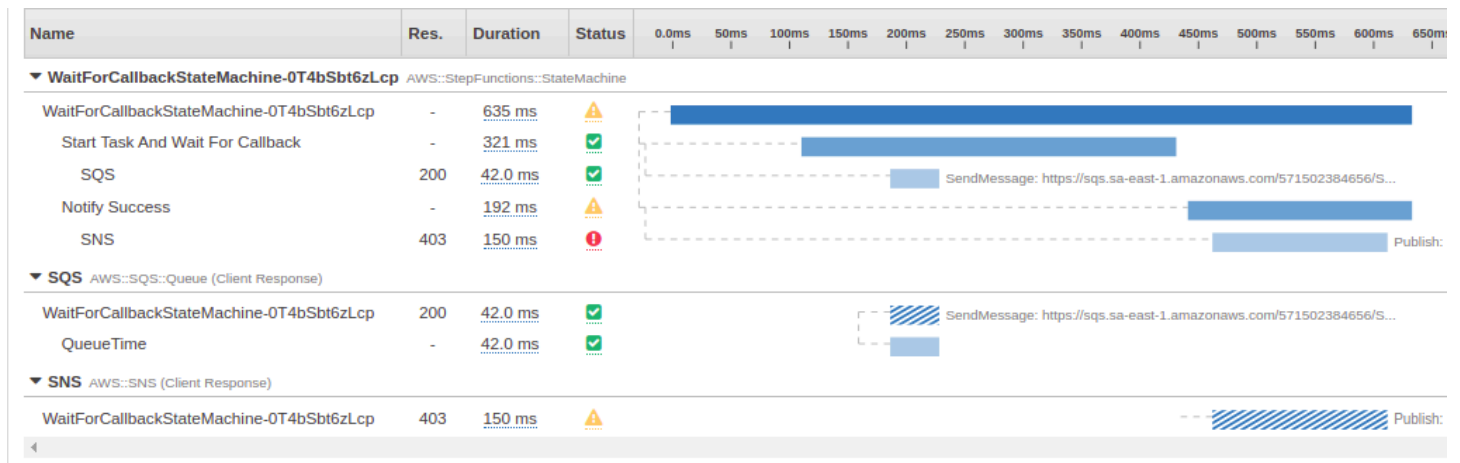 Name Res. Duration Status 0.0ms 50ms 100ms 150ms 200ms 250ms 300ms 350ms 400ms 450ms 500ms 550ms 600ms 650ms
WaitForCallbackStateMachine-0T4bSbt6zLcp AWS::StepFunctions::StateMachine
WaitForCallbackStateMachine-0T4bSbt6zLcp - 635 ms
Start Task And Wait For Callback - 321 ms
SQS 200 42.0 ms SendMessage: https://sqs.sa-east-1.amazonaws.com/571502384656/S...
Notify Success - 192 ms
SNS 403 150 ms Publish:
SQS AWS::SQS::Queue (Client Response)
WaitForCallbackStateMachine-0T4bSbt6zLcp 200 42.0 ms SendMessage: https://sqs.sa-east-1.amazonaws.com/571502384656/S...
QueueTime - 42.0 ms
SNS AWS::SNS (Client Response)
WaitForCallbackStateMachine-0T4bSbt6zLcp 403 150 ms Publish: